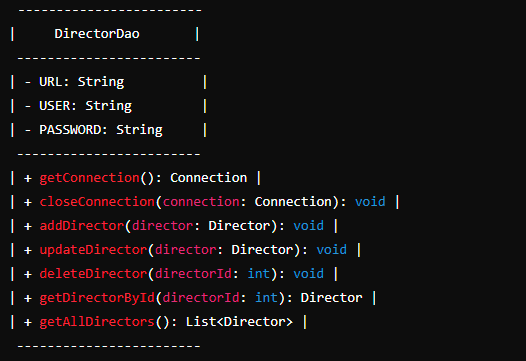 -------------------------
|     DirectorDao       |
-------------------------
| - URL: String          |
| - USER: String         |
| - PASSWORD: String     |
-------------------------
| + getConnection(): Connection |
| + closeConnection(connection: Connection): void |
| + addDirector(director: Director): void |
| + updateDirector(director: Director): void |
| + deleteDirector(directorId: int): void |
| + getDirectorById(directorId: int): Director |
| + getAllDirectors(): List<Director> |
-------------------------